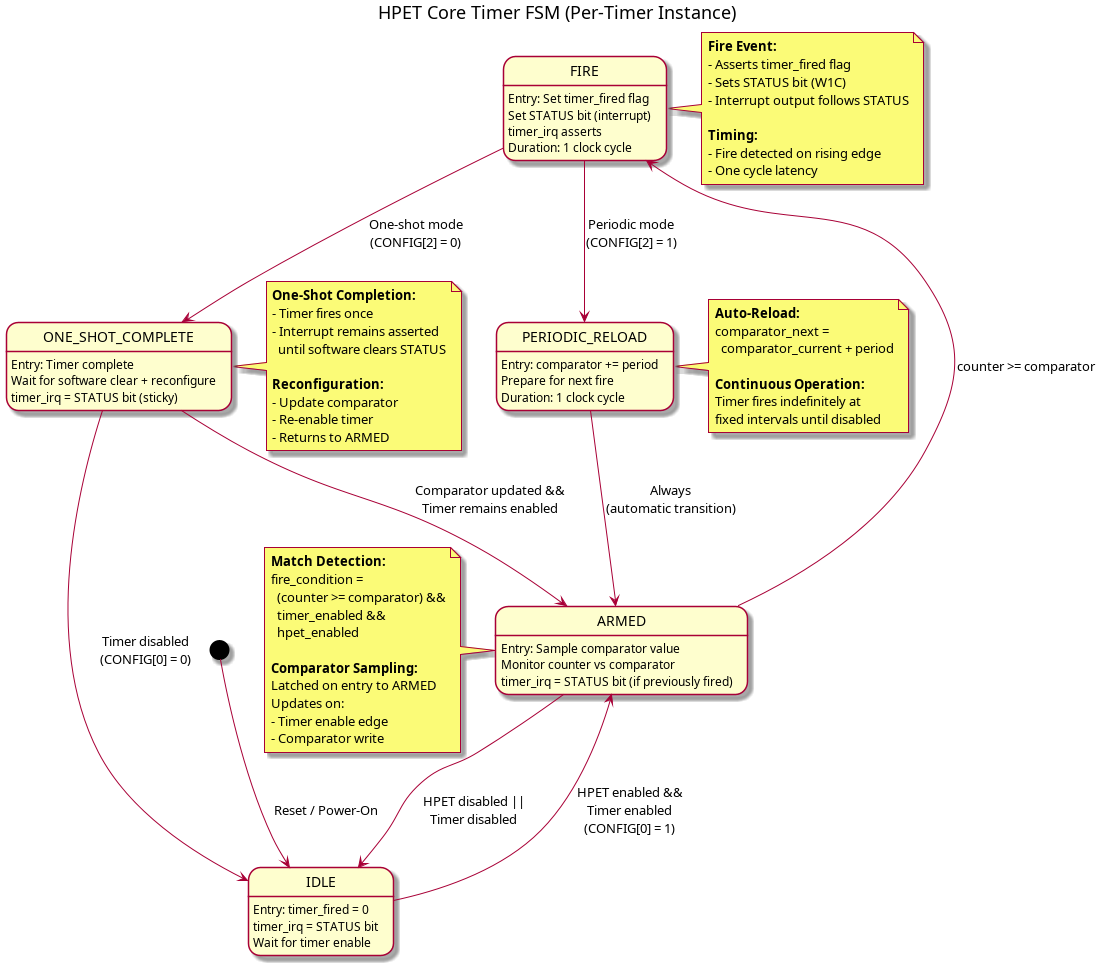 HPET Core Timer FSM (Per-Timer Instance)
FIRE
Entry: Set timer_fired flag
Set STATUS bit (interrupt)
timer_irq asserts
Duration: 1 clock cycle
Fire Event:
- Asserts timer_fired flag
- Sets STATUS bit (W1C)
- Interrupt output follows STATUS
Timing:
- Fire detected on rising edge
- One cycle latency
One-shot mode
(CONFIG[2] = 0)
Periodic mode
(CONFIG[2] = 1)
ONE_SHOT_COMPLETE
Entry: Timer complete
Wait for software clear + reconfigure
timer_irq = STATUS bit (sticky)
One-Shot Completion:
- Timer fires once
- Interrupt remains asserted
until software clears STATUS
Reconfiguration:
- Update comparator
- Re-enable timer
- Returns to ARMED
PERIODIC_RELOAD
Entry: comparator += period
Prepare for next fire
Duration: 1 clock cycle
Auto-Reload:
comparator_next =
comparator_current + period
Continuous Operation:
Timer fires indefinitely at
fixed intervals until disabled
counter >= comparator
Comparator updated &&
Timer remains enabled
Always
(automatic transition)
Match Detection:
fire_condition =
(counter >= comparator) &&
timer_enabled &&
hpet_enabled
Comparator Sampling:
Latched on entry to ARMED
Updates on:
- Timer enable edge
- Comparator write
ARMED
Entry: Sample comparator value
Monitor counter vs comparator
timer_irq = STATUS bit (if previously fired)
Timer disabled
(CONFIG[0] = 0)
Reset / Power-On
HPET disabled ||
Timer disabled
HPET enabled &&
Timer enabled
(CONFIG[0] = 1)
IDLE
Entry: timer_fired = 0
timer_irq = STATUS bit
Wait for timer enable